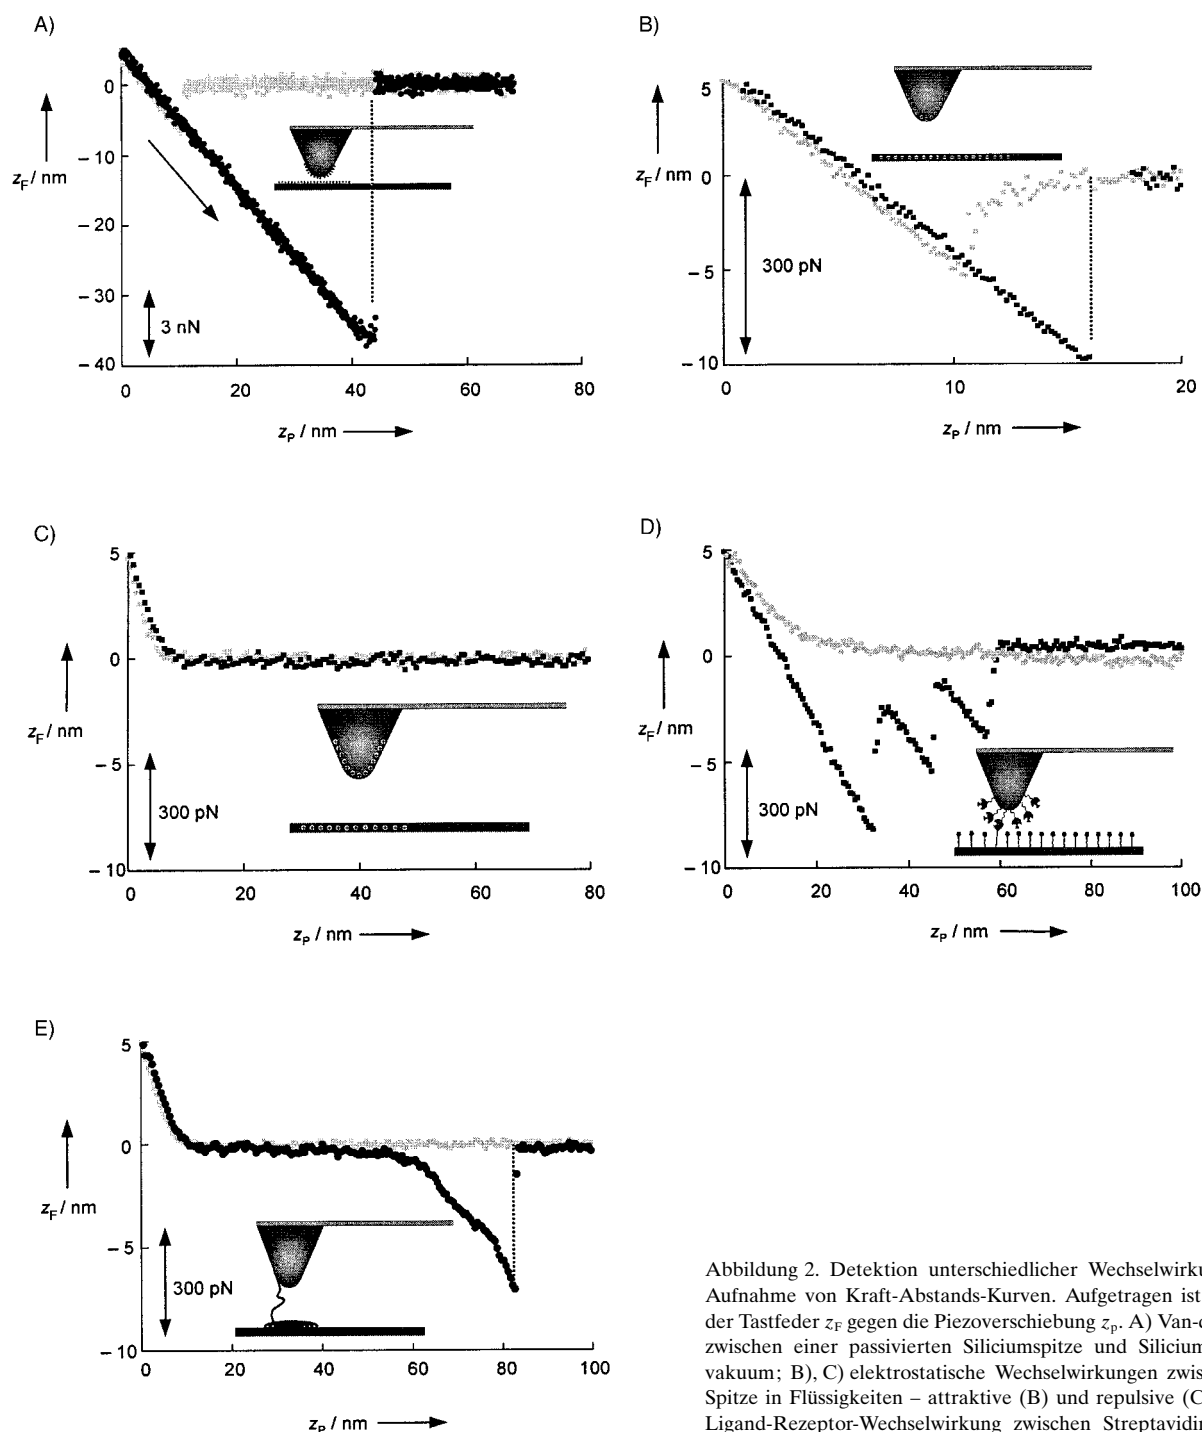 A)
0
– 10
z_F / nm
– 20
– 30
3 nN
– 40
0 20 40 60 80
z_P / nm
B)
5
0
z_F / nm
– 5
300 pN
– 10
0 10 20
z_P / nm
C)
5
0
z_F / nm
– 5
300 pN
– 10
0 20 40 60 80
z_P / nm
D)
5
0
z_F / nm
– 5
300 pN
– 10
0 20 40 60 80 100
z_P / nm
E)
5
0
z_F / nm
– 5
300 pN
– 10
0 20 40 60 80 100
z_P / nm
Abbildung 2. Detektion unterschiedlicher Wechselwirku
Aufnahme von Kraft-Abstands-Kurven. Aufgetragen ist
der Tastfeder z_F gegen die Piezoverschiebung z_p. A) Van-d
zwischen einer passivierten Siliciumspitze und Silicium
vakuum; B), C) elektrostatische Wechselwirkungen zwis
Spitze in Flüssigkeiten – attraktive (B) und repulsive (C
Ligand-Rezeptor-Wechselwirkung zwischen Streptavidin